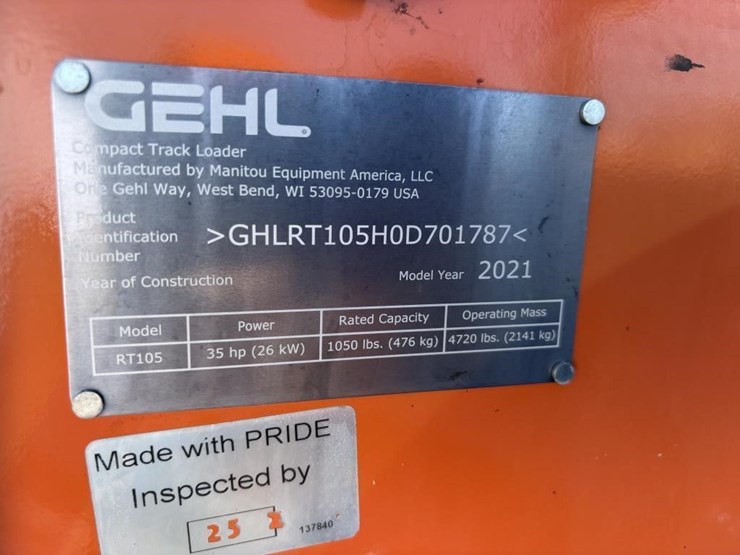 GEHL
Compact Track Loader
Manufactured by Manitou Equipment America, LLC
One Gehl Way, West Bend, WI 53095-0179 USA
Product
Identification >GHLRT105H0D701787<
Number
Year of Construction Model Year 2021
Model Power Rated Capacity Operating Mass
RT105 35 hp (26 kW) 1050 lbs. (476 kg) 4720 lbs. (2141 kg)
Made with PRIDE
Inspected by
25
137840